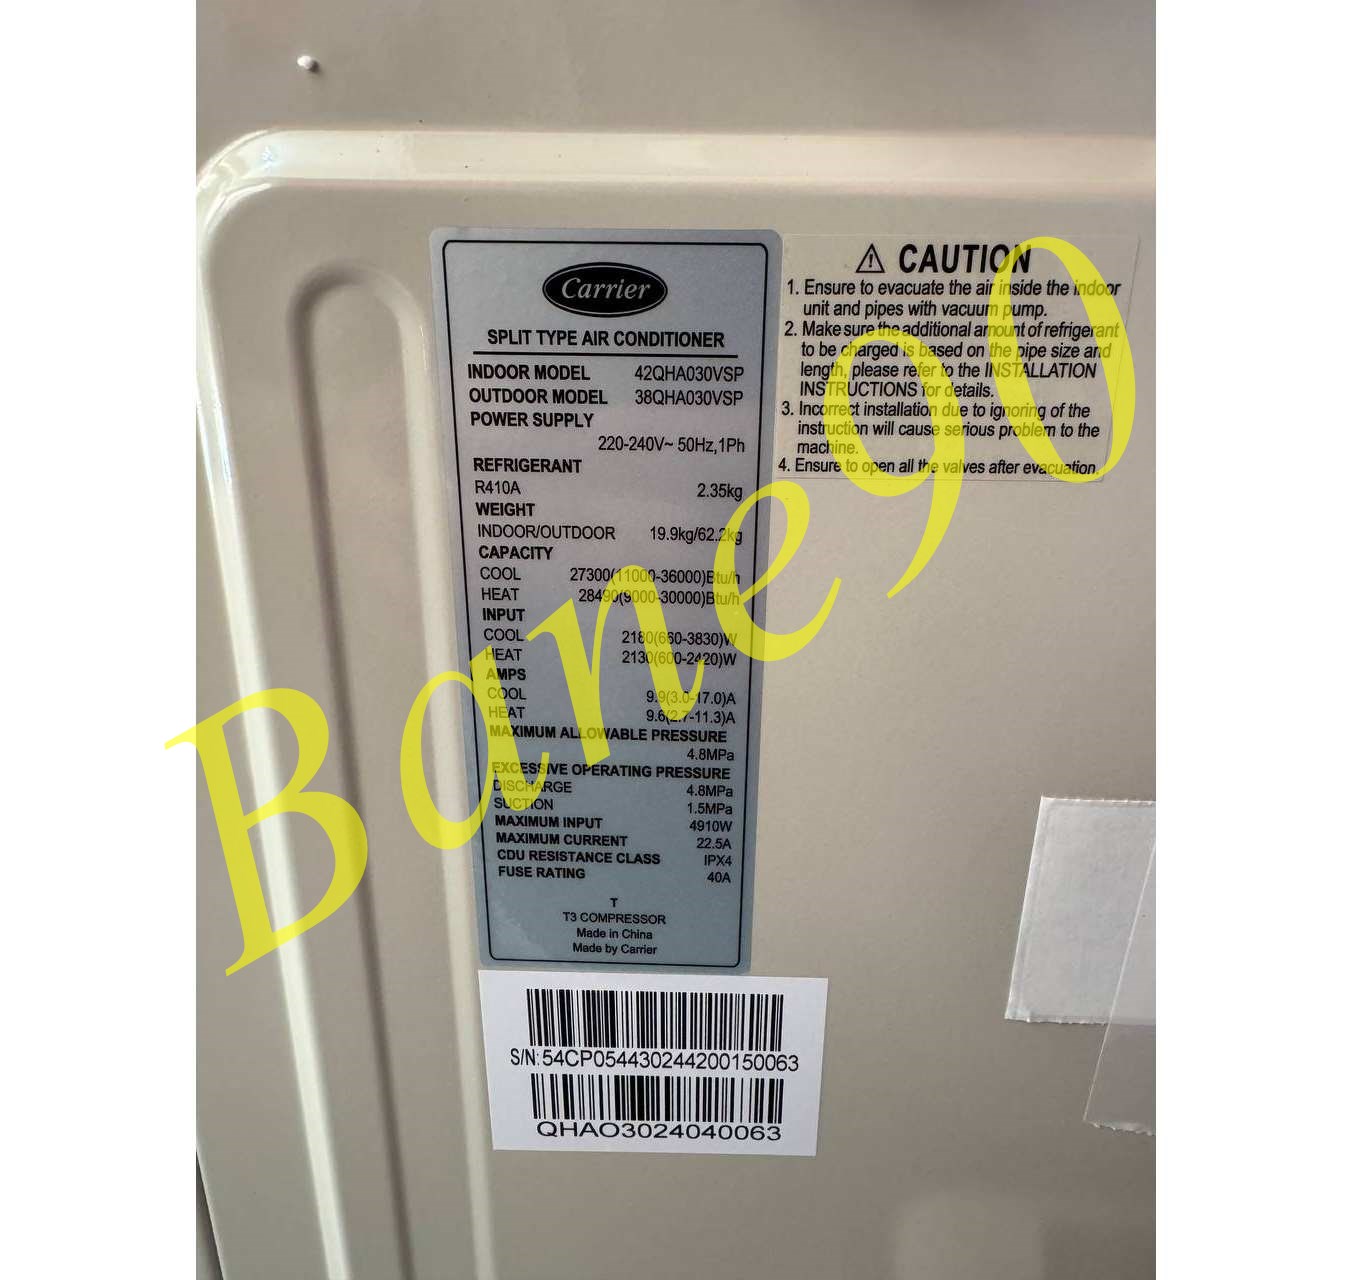 Carrier
SPLIT TYPE AIR CONDITIONER
INDOOR MODEL 42QHA030VSP
OUTDOOR MODEL 38QHA030VSP
POWER SUPPLY
220-240V~ 50Hz,1Ph
REFRIGERANT
R410A 2.35kg
WEIGHT
INDOOR/OUTDOOR 19.9kg/62.2kg
CAPACITY
COOL 27300(11000-36000)Btu/h
HEAT 28490(9000-30000)Btu/h
INPUT
COOL 2180(660-3830)W
HEAT 2130(600-2420)W
AMPS
COOL 9.9(3.0-17.0)A
HEAT 9.6(2.7-11.3)A
MAXIMUM ALLOWABLE PRESSURE
4.8MPa
EXCESSIVE OPERATING PRESSURE
DISCHARGE 4.8MPa
SUCTION 1.5MPa
MAXIMUM INPUT 4910W
MAXIMUM CURRENT 22.5A
CDU RESISTANCE CLASS IPX4
FUSE RATING 40A
T
T3 COMPRESSOR
Made in China
Made by Carrier
CAUTION
1. Ensure to evacuate the air inside the indoor
unit and pipes with vacuum pump.
2. Make sure the additional amount of refrigerant
to be charged is based on the pipe size and
length, please refer to the INSTALLATION
INSTRUCTIONS for details.
3. Incorrect installation due to ignoring of the
instruction will cause serious problem to the
machine.
4. Ensure to open all the valves after evacuation.
S/N:54CP054430244200150063
QHAO3024040063
Bane90